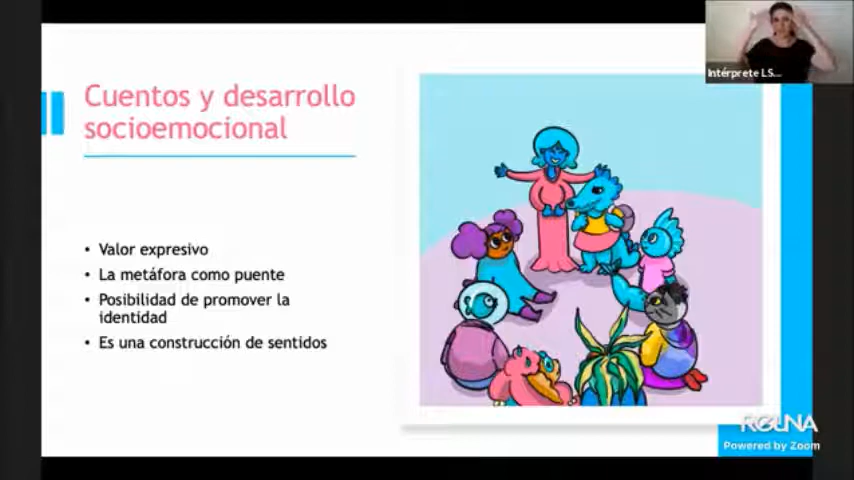 Intérprete LS...
Cuentos y desarrollo
socioemocional
• Valor expresivo
• La metáfora como puente
• Posibilidad de promover la
identidad
• Es una construcción de sentidos
Powered by Zoom